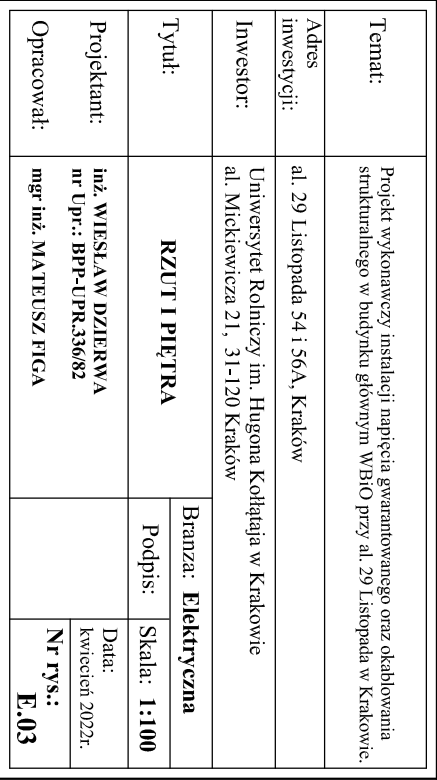 Temat:
Projekt wykonawczy instalacji napięcia gwarantowanego oraz okablowania
strukturalnego w budynku głównym WBiO przy al. 29 Listopada w Krakowie.
Adres
inwestycji:
al. 29 Listopada 54 i 56A, Kraków
Inwestor:
Uniwersytet Rolniczy im. Hugona Kołłątaja w Krakowie
al. Mickiewicza 21, 31-120 Kraków
Tytuł:
RZUT I PIĘTRA
Branza: Elektryczna
Podpis:
Skala: 1:100
Projektant:
inż. WIESŁAW DZIERWA
nr Upr.: BPP-UPR.336/82
Data:
kwiecień 2022r.
Opracował:
mgr inż. MATEUSZ FIGA
Nr rys.:
E.03